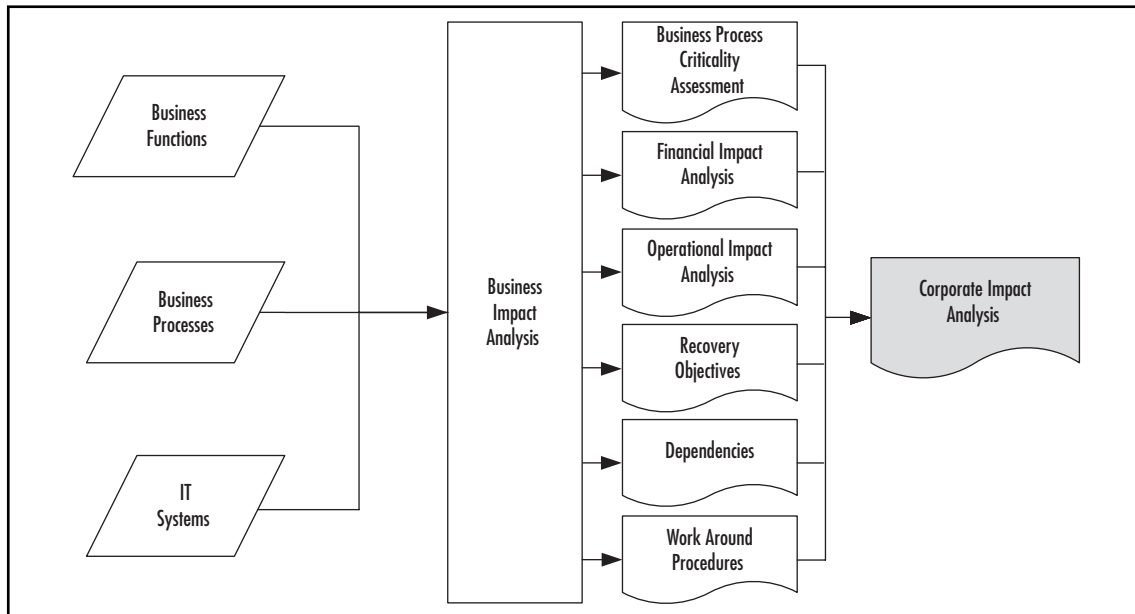 Business
Functions
Business
Processes
IT
Systems
Business
Impact
Analysis
Business Process
Criticality
Assessment
Financial Impact
Analysis
Operational Impact
Analysis
Recovery
Objectives
Dependencies
Work Around
Procedures
Corporate Impact
Analysis